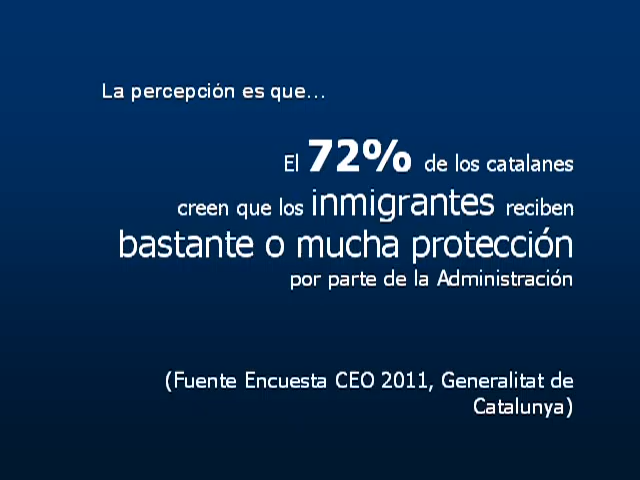 La percepción es que...
El 72% de los catalanes
creen que los inmigrantes reciben
bastante o mucha protección
por parte de la Administración
(Fuente Encuesta CEO 2011, Generalitat de
Catalunya)